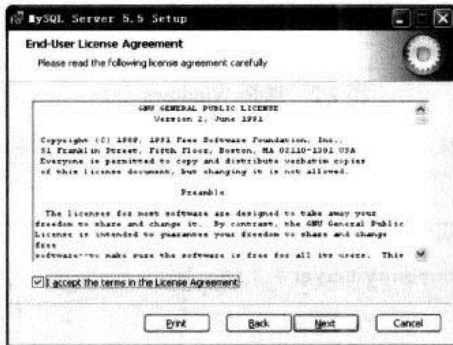 MySQL Server 5.5 Setup
End-User License Agreement
Please read the following license agreement carefully
GNU GENERAL PUBLIC LICENSE
Version 2, June 1991
Copyright (C) 1989, 1991 Free Software Foundation, Inc.,
51 Franklin Street, Fifth Floor, Boston, MA 02110-1301 USA
Everyone is permitted to copy and distribute verbatim copies
of this license document, but changing it is not allowed.
Preamble
The licenses for most software are designed to take away your
freedom to share and change it. By contrast, the GNU General Public
License is intended to guarantee your freedom to share and change
free
software--to make sure the software is free for all its users. This
I accept the terms in the License Agreement
Print Back Next Cancel